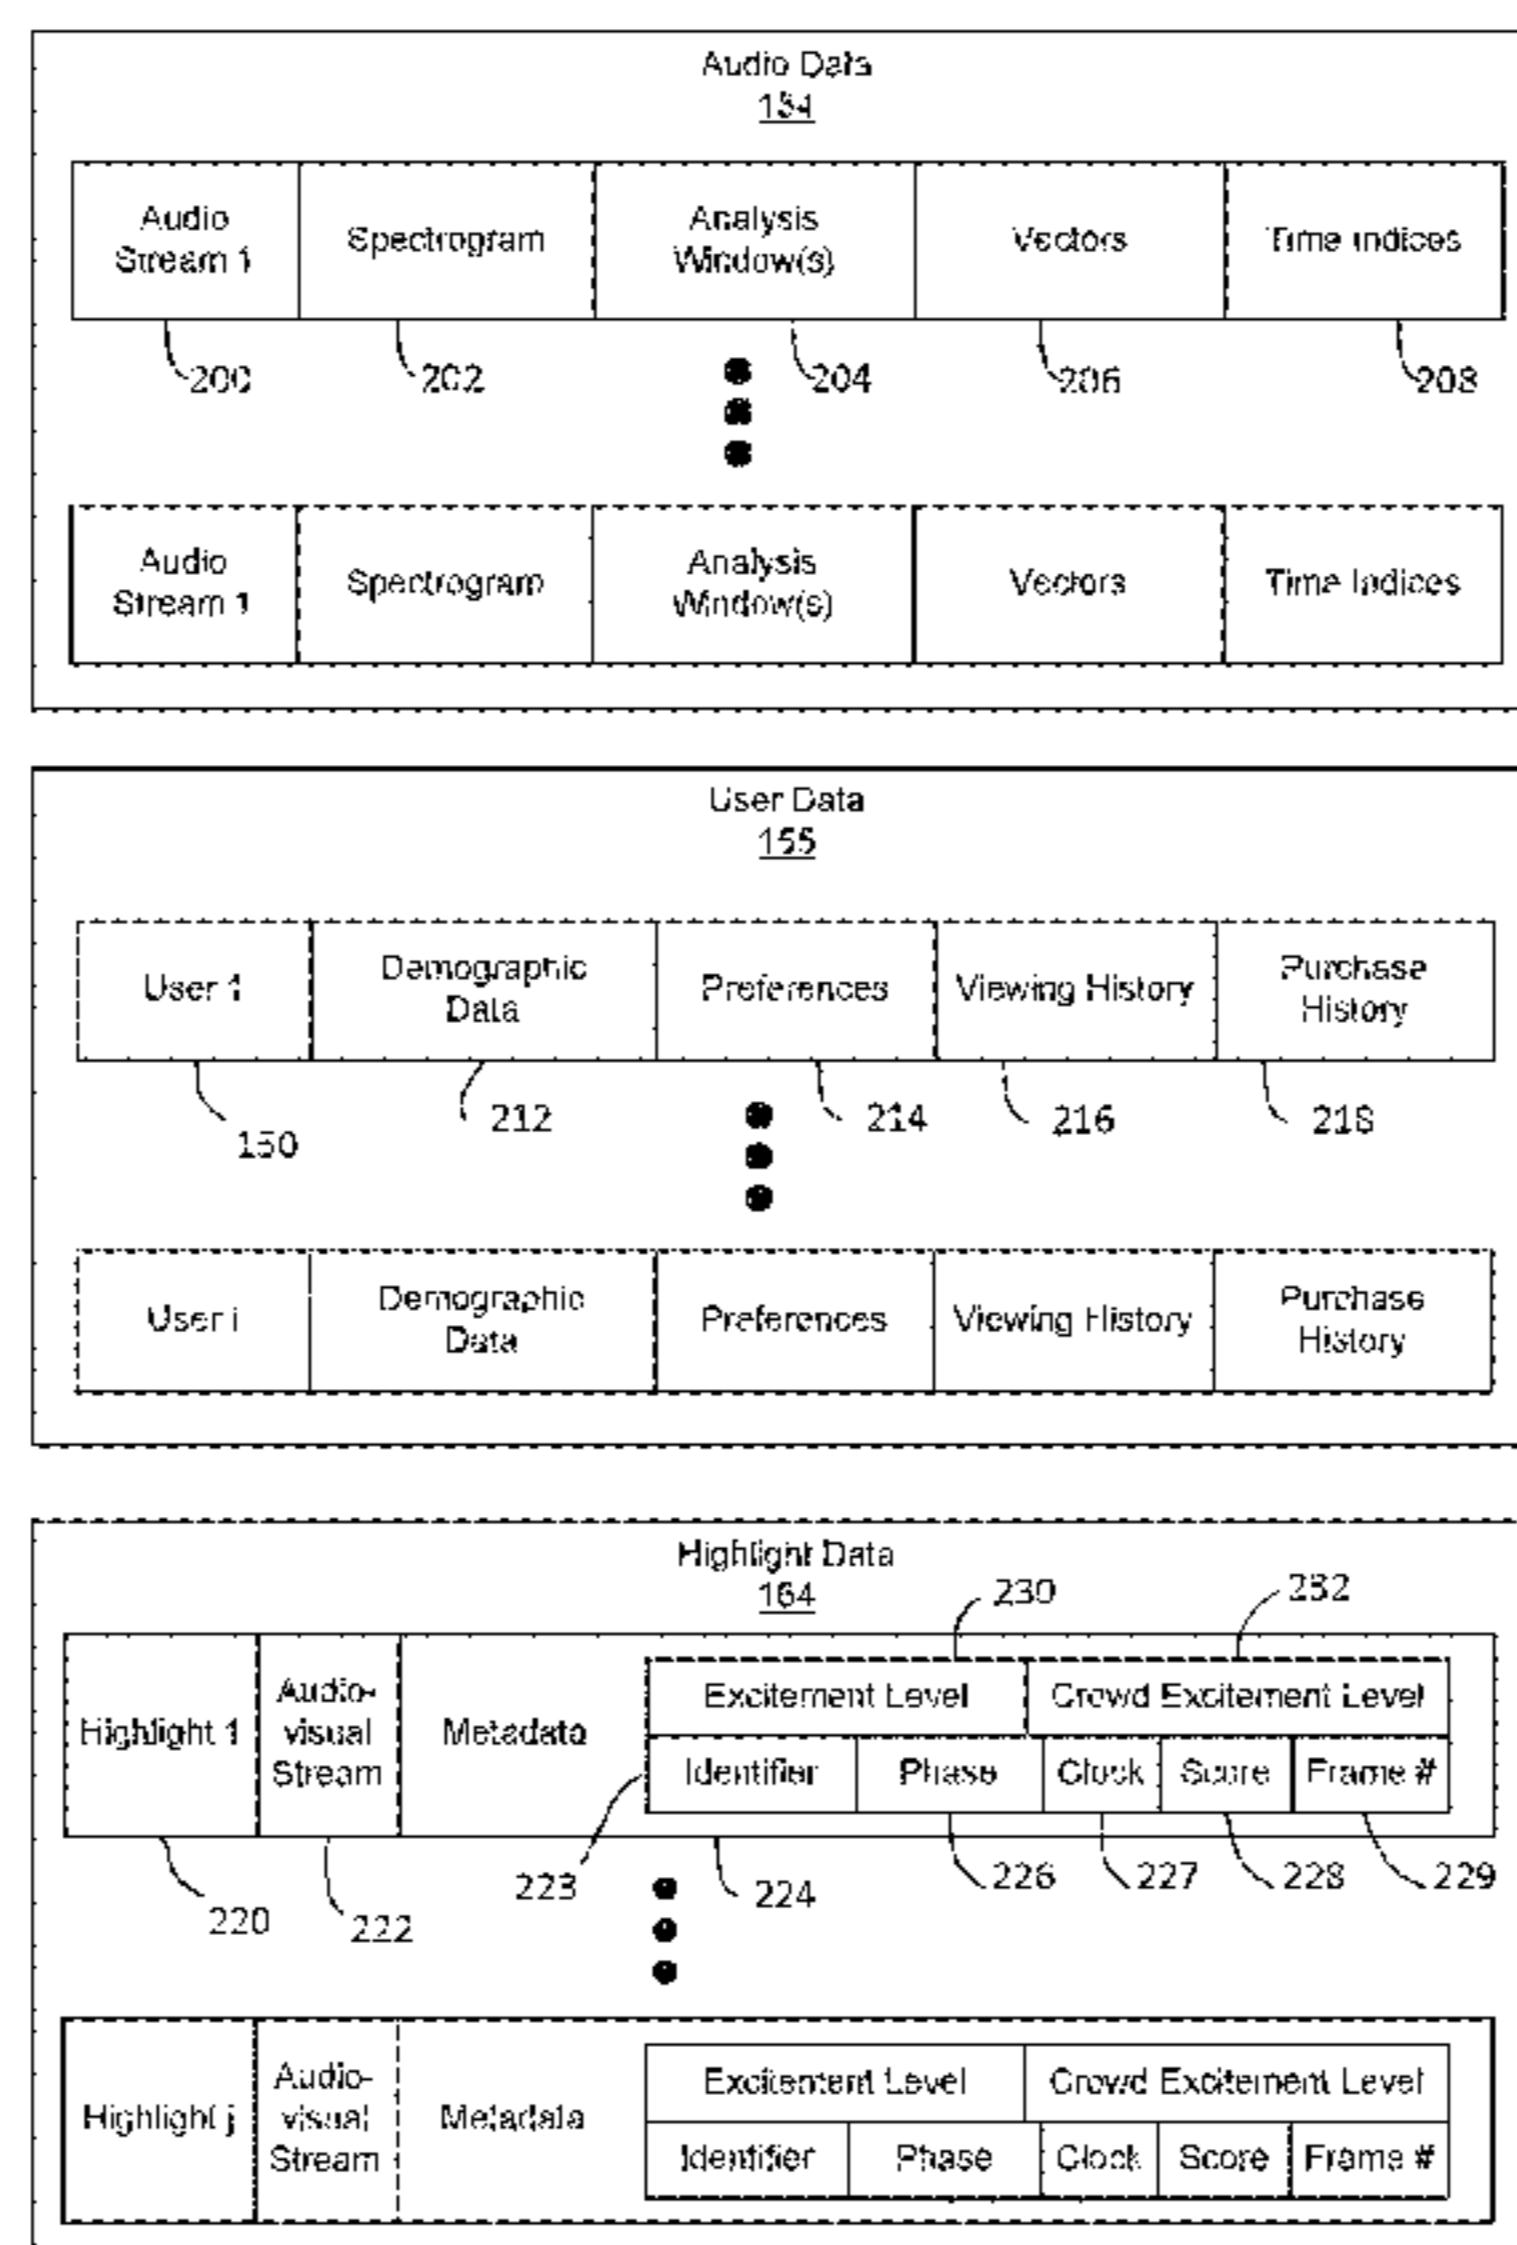 Audio Data
154
Audio
Stream 1
Spectrogram
Analysis
Window(s)
Vectors
Time Indices
200
202
204
206
208
Audio
Stream 1
Spectrogram
Analysis
Window(s)
Vectors
Time Indices
User Data
155
User 1
Demographic
Data
Preferences
Viewing History
Purchase
History
150
212
214
216
218
User i
Demographic
Data
Preferences
Viewing History
Purchase
History
Highlight Data
164
230
232
Highlight 1
Audio-
visual
Stream
Metadata
Excitement Level
Crowd Excitement Level
Identifier
Phase
Clock
Score
Frame #
220
222
223
224
226
227
228
229
Highlight j
Audio-
visual
Stream
Metadata
Excitement Level
Crowd Excitement Level
Identifier
Phase
Clock
Score
Frame #